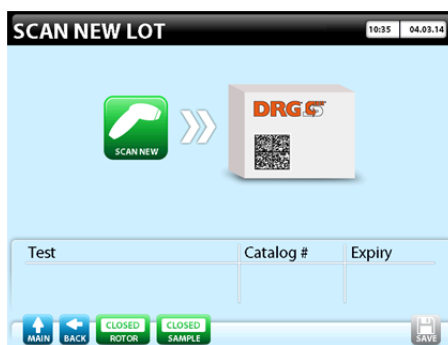 SCAN NEW LOT 10:35 04.03.14
DRG
SCAN NEW
Test Catalog # Expiry
MAIN BACK CLOSED ROTOR CLOSED SAMPLE SAVE